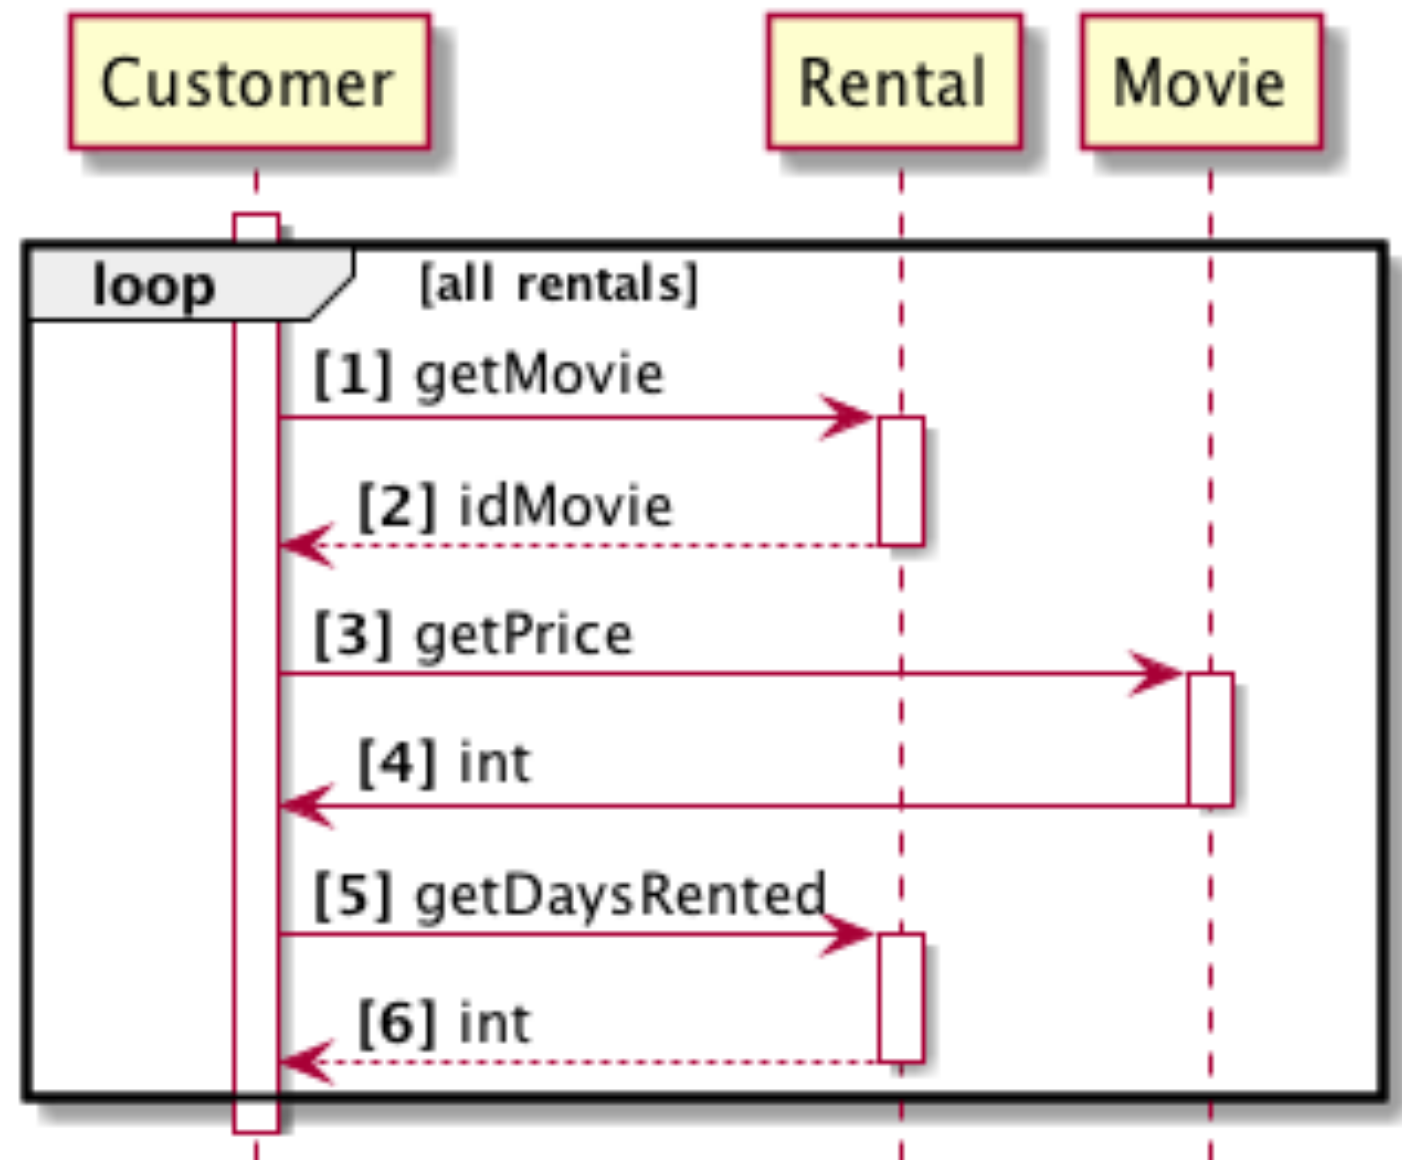 Customer
Rental
Movie
loop
[all rentals]
[1] getMovie
[2] idMovie
[3] getPrice
[4] int
[5] getDaysRented
[6] int